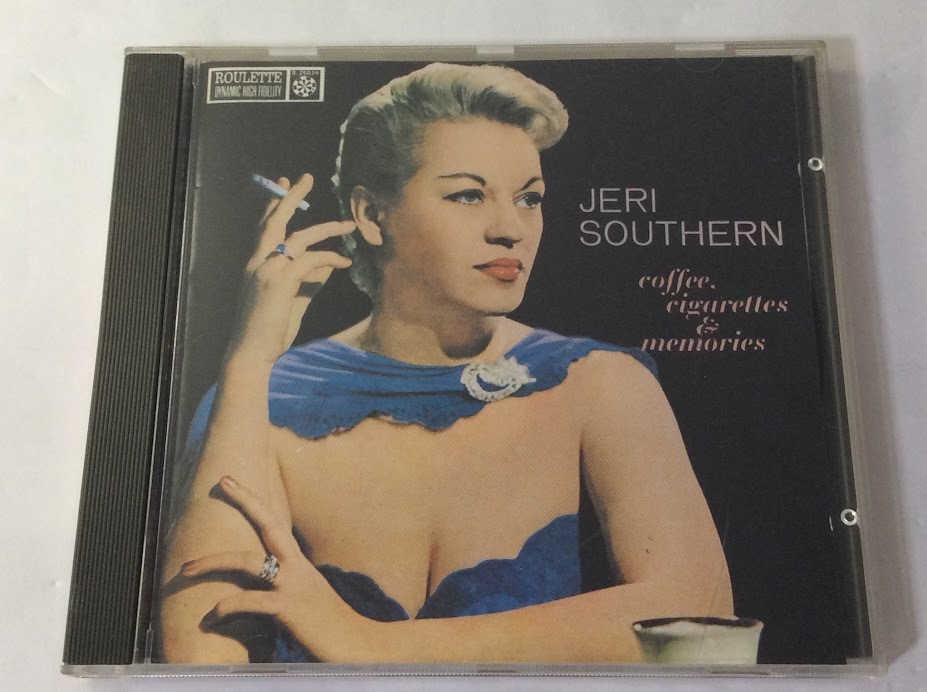 ROULETTE
DYNAMIC HIGH FIDELITY
JERI
SOUTHERN
coffee,
cigarettes
&
memories